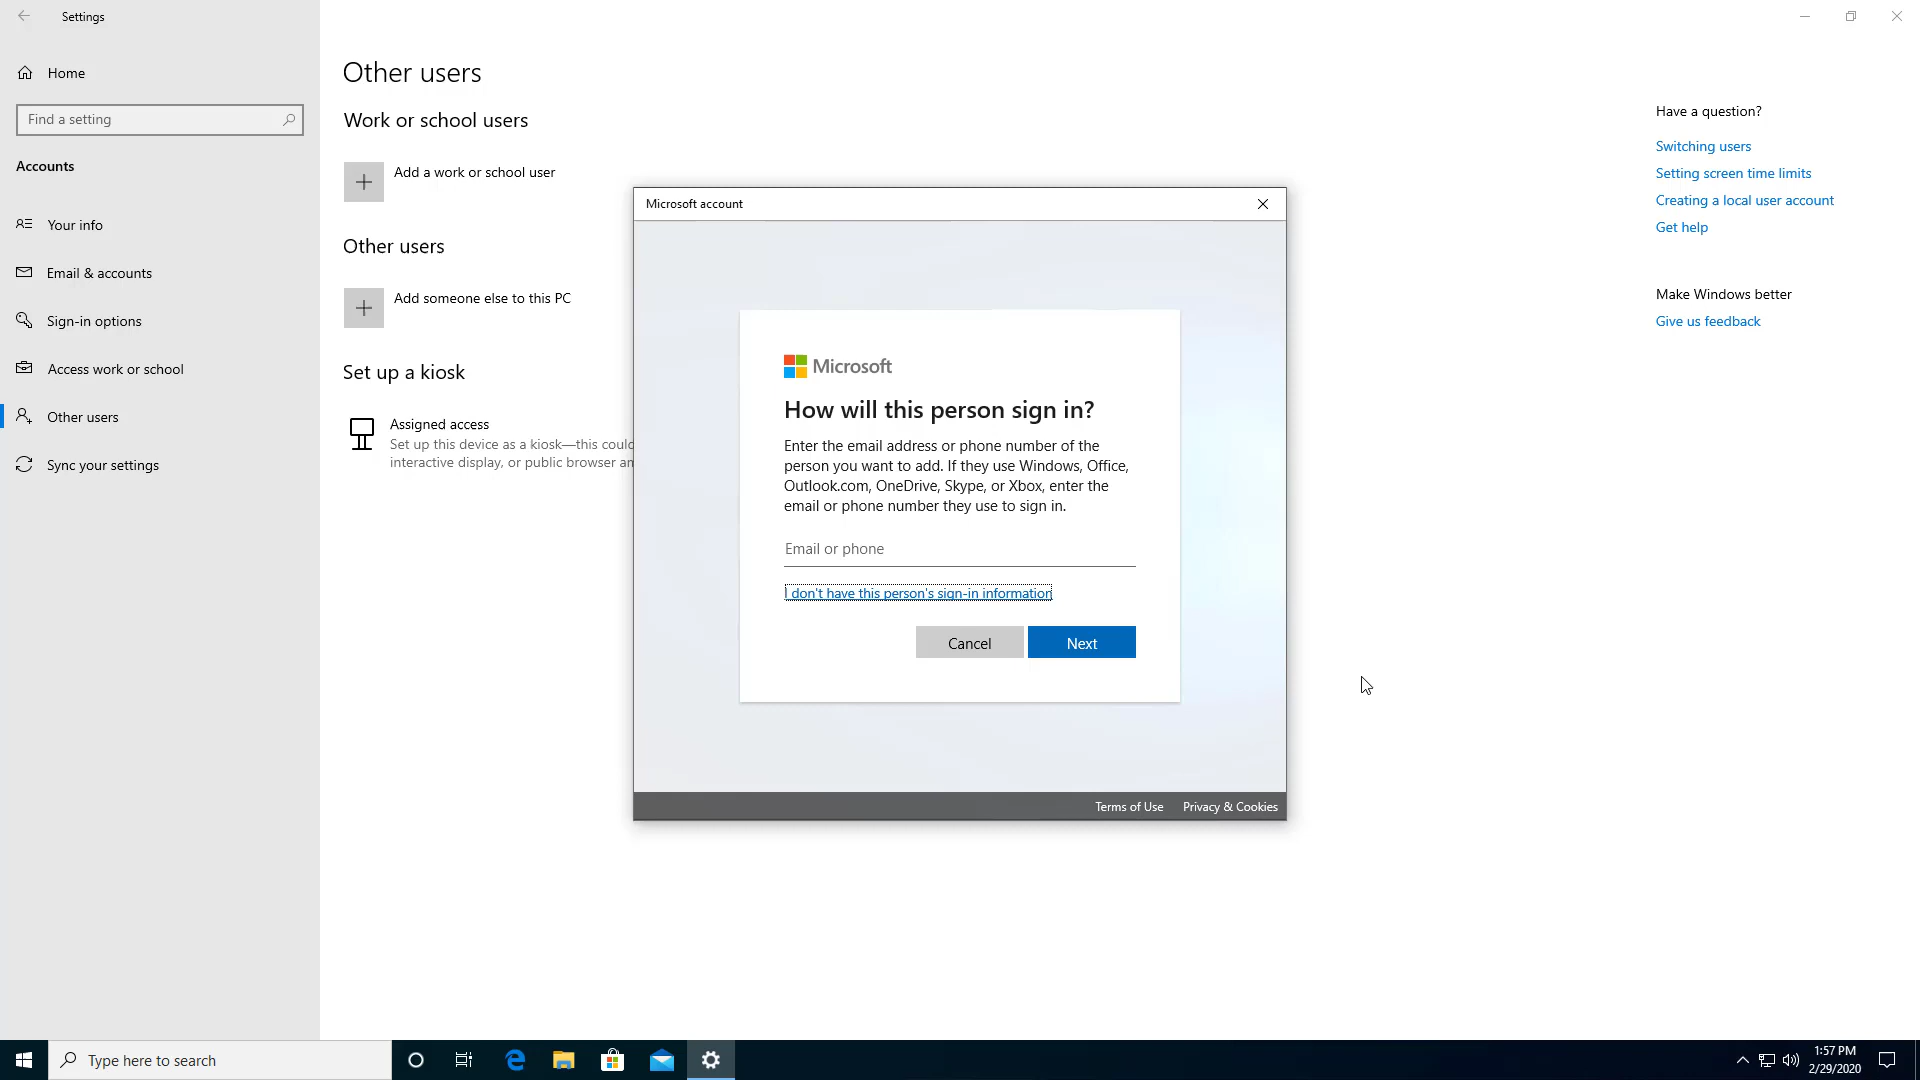 Settings
Home
Find a setting
Accounts
Your info
Email & accounts
Sign-in options
Access work or school
Other users
Sync your settings
Other users
Work or school users
Add a work or school user
Other users
Add someone else to this PC
Set up a kiosk
Assigned access
Set up this device as a kiosk—this could
interactive display, or public browser an
Microsoft account
Microsoft
How will this person sign in?
Enter the email address or phone number of the
person you want to add. If they use Windows, Office,
Outlook.com, OneDrive, Skype, or Xbox, enter the
email or phone number they use to sign in.
Email or phone
I don't have this person's sign-in information
Cancel
Next
Terms of Use
Privacy & Cookies
Have a question?
Switching users
Setting screen time limits
Creating a local user account
Get help
Make Windows better
Give us feedback
Type here to search
1:57 PM
2/29/2020